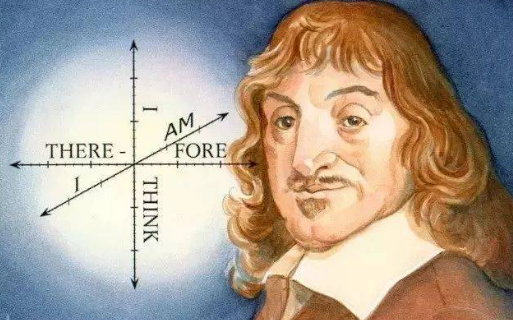 I
THINK
THERE - FORE
I AM